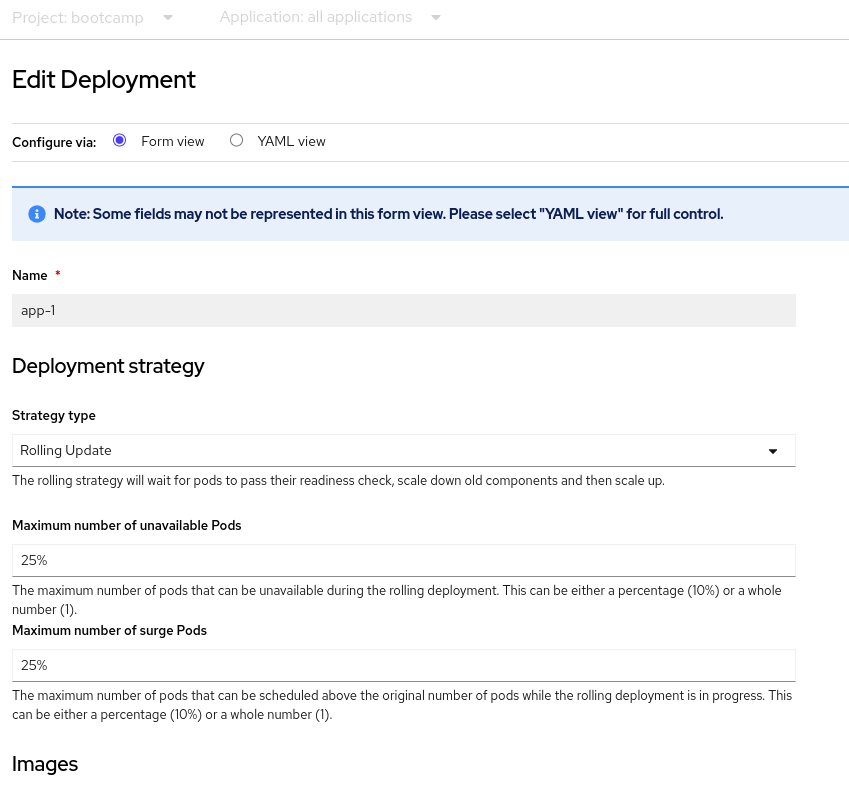 Project: bootcamp Application: all applications
Edit Deployment
Configure via: Form view YAML view
Note: Some fields may not be represented in this form view. Please select "YAML view" for full control.
Name *
app-1
Deployment strategy
Strategy type
Rolling Update
The rolling strategy will wait for pods to pass their readiness check, scale down old components and then scale up.
Maximum number of unavailable Pods
25%
The maximum number of pods that can be unavailable during the rolling deployment. This can be either a percentage (10%) or a whole
number (1).
Maximum number of surge Pods
25%
The maximum number of pods that can be scheduled above the original number of pods while the rolling deployment is in progress. This
can be either a percentage (10%) or a whole number (1).
Images